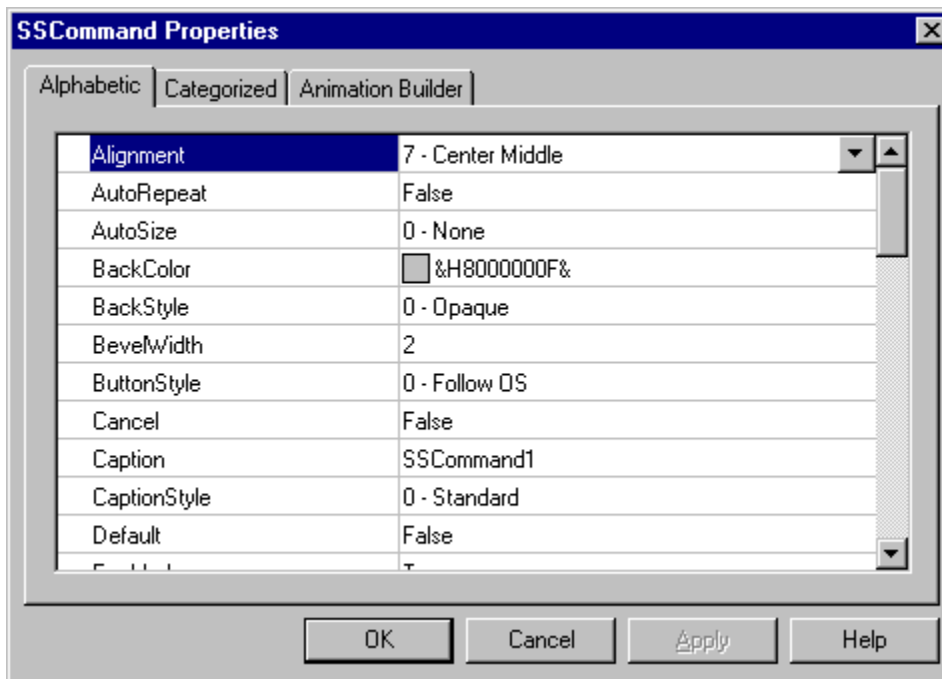 SSCommand Properties
Alphabetic Categorized Animation Builder
Alignment 7 - Center Middle
AutoRepeat False
AutoSize 0 - None
BackColor &H8000000F&
BackStyle 0 - Opaque
BevelWidth 2
ButtonStyle 0 - Follow OS
Cancel False
Caption SSCommand1
CaptionStyle 0 - Standard
Default False
OK Cancel Apply Help